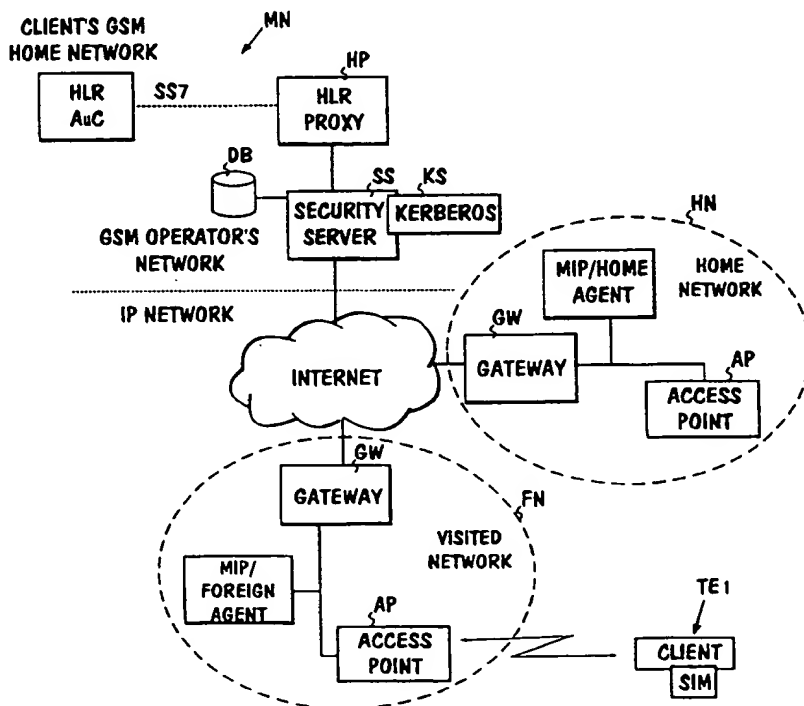 CLIENT'S GSM
HOME NETWORK
MN
HLR
AuC
SS7
HP
HLR
PROXY
DB
SS
KS
SECURITY
SERVER
KERBEROS
GSM OPERATOR'S
NETWORK
IP NETWORK
HN
MIP/HOME
AGENT
HOME
NETWORK
GW
GATEWAY
AP
ACCESS
POINT
INTERNET
GW
GATEWAY
FN
VISITED
NETWORK
MIP/
FOREIGN
AGENT
AP
ACCESS
POINT
TE1
CLIENT
SIM